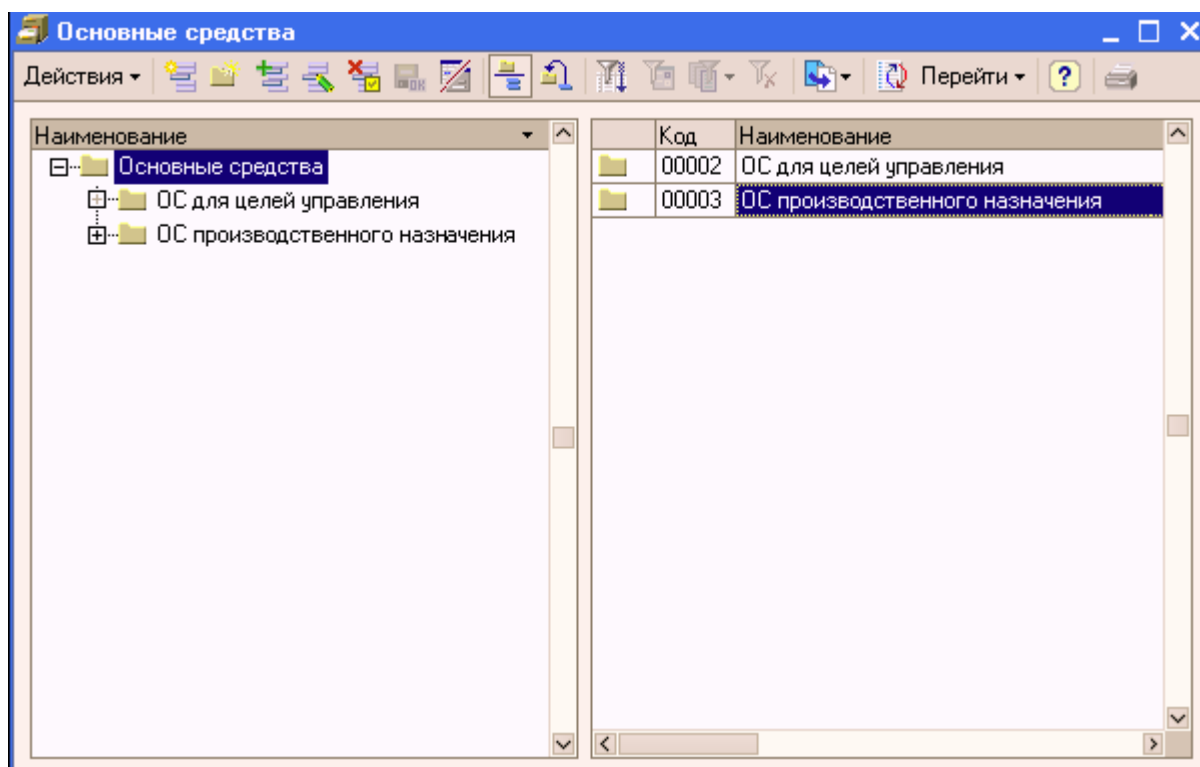 Основные средства
Действия
Перейти
?
Наименование
Основные средства
ОС для целей управления
ОС производственного назначения
Код Наименование
00002 ОС для целей управления
00003 ОС производственного назначения